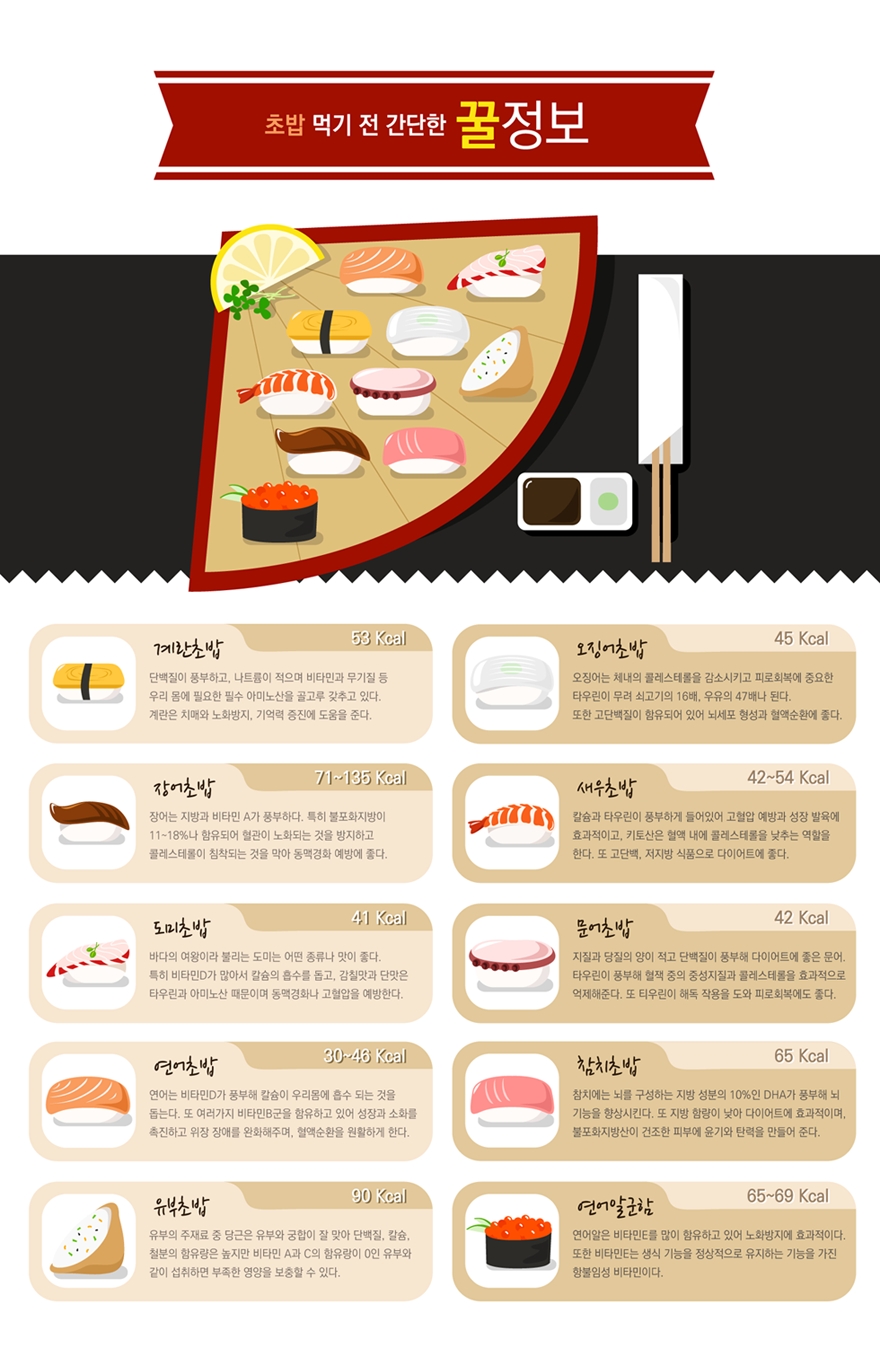 초밥 먹기 전 간단한 꿀정보
계란초밥
53 Kcal
단백질이 풍부하고, 나트륨이 적으며 비타민과 무기질 등
우리 몸에 필요한 필수 아미노산을 골고루 갖추고 있다.
계란은 치매와 노화방지, 기억력 증진에 도움을 준다.
오징어초밥
45 Kcal
오징어는 체내의 콜레스테롤을 감소시키고 피로회복에 중요한
타우린이 무려 쇠고기의 16배, 우유의 47배나 된다.
또한 고단백질이 함유되어 있어 뇌세포 형성과 혈액순환에 좋다.
장어초밥
71~135 Kcal
장어는 지방과 비타민 A가 풍부하다. 특히 불포화지방이
11~18%나 함유되어 혈관이 노화되는 것을 방지하고
콜레스테롤이 침착되는 것을 막아 동맥경화 예방에 좋다.
새우초밥
42~54 Kcal
칼슘과 타우린이 풍부하게 들어있어 고혈압 예방과 성장 발육에
효과적이고, 키토산은 혈액 내에 콜레스테롤을 낮추는 역할을
한다. 또 고단백, 저지방 식품으로 다이어트에 좋다.
도미초밥
41 Kcal
바다의 여왕이라 불리는 도미는 어떤 종류나 맛이 좋다.
특히 비타민D가 많아서 칼슘의 흡수를 돕고, 감칠맛과 단맛은
타우린과 아미노산 때문이며 동맥경화나 고혈압을 예방한다.
문어초밥
42 Kcal
지질과 당질의 양이 적고 단백질이 풍부해 다이어트에 좋은 문어.
타우린이 풍부해 혈잭 중의 중성지질과 콜레스테롤을 효과적으로
억제해준다. 또 티우린이 해독 작용을 도와 피로회복에도 좋다.
연어초밥
30~46 Kcal
연어는 비타민D가 풍부해 칼슘이 우리몸에 흡수 되는 것을
돕는다. 또 여러가지 비타민B군을 함유하고 있어 성장과 소화를
촉진하고 위장 장애를 완화해주며, 혈액순환을 원활하게 한다.
참치초밥
65 Kcal
참치에는 뇌를 구성하는 지방 성분의 10%인 DHA가 풍부해 뇌
기능을 향상시킨다. 또 지방 함량이 낮아 다이어트에 효과적이며,
불포화지방산이 건조한 피부에 윤기와 탄력을 만들어 준다.
유부초밥
90 Kcal
유부의 주재료 중 당근은 유부와 궁합이 잘 맞아 단백질, 칼슘,
철분의 함유량은 높지만 비타민 A과 C의 함유량이 0인 유부와
같이 섭취하면 부족한 영양을 보충할 수 있다.
연어알군함
65~69 Kcal
연어알은 비타민E를 많이 함유하고 있어 노화방지에 효과적이다.
또한 비타민E는 생식 기능을 정상적으로 유지하는 기능을 가진
항불임성 비타민이다.